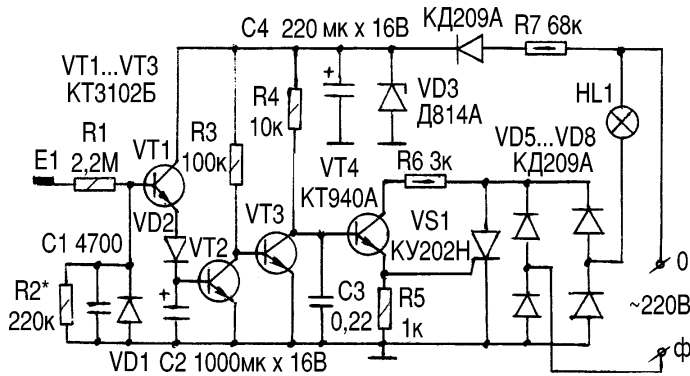 C4 220 мк x 16В
КД209А
R7 68к
VT1...VT3
КТ3102Б
R4
10к
VD3
Д814А
HL1
R1
2,2М
E1
VT1
R3
100к
VT4
КТ940А
R6 3к
VD5...VD8
КД209А
VD2
VT2
VT3
VS1
КУ202Н
C1 4700
R2*
220к
C3
0,22
R5
1к
0
~220В
ф
VD1 C2 1000мк x 16В